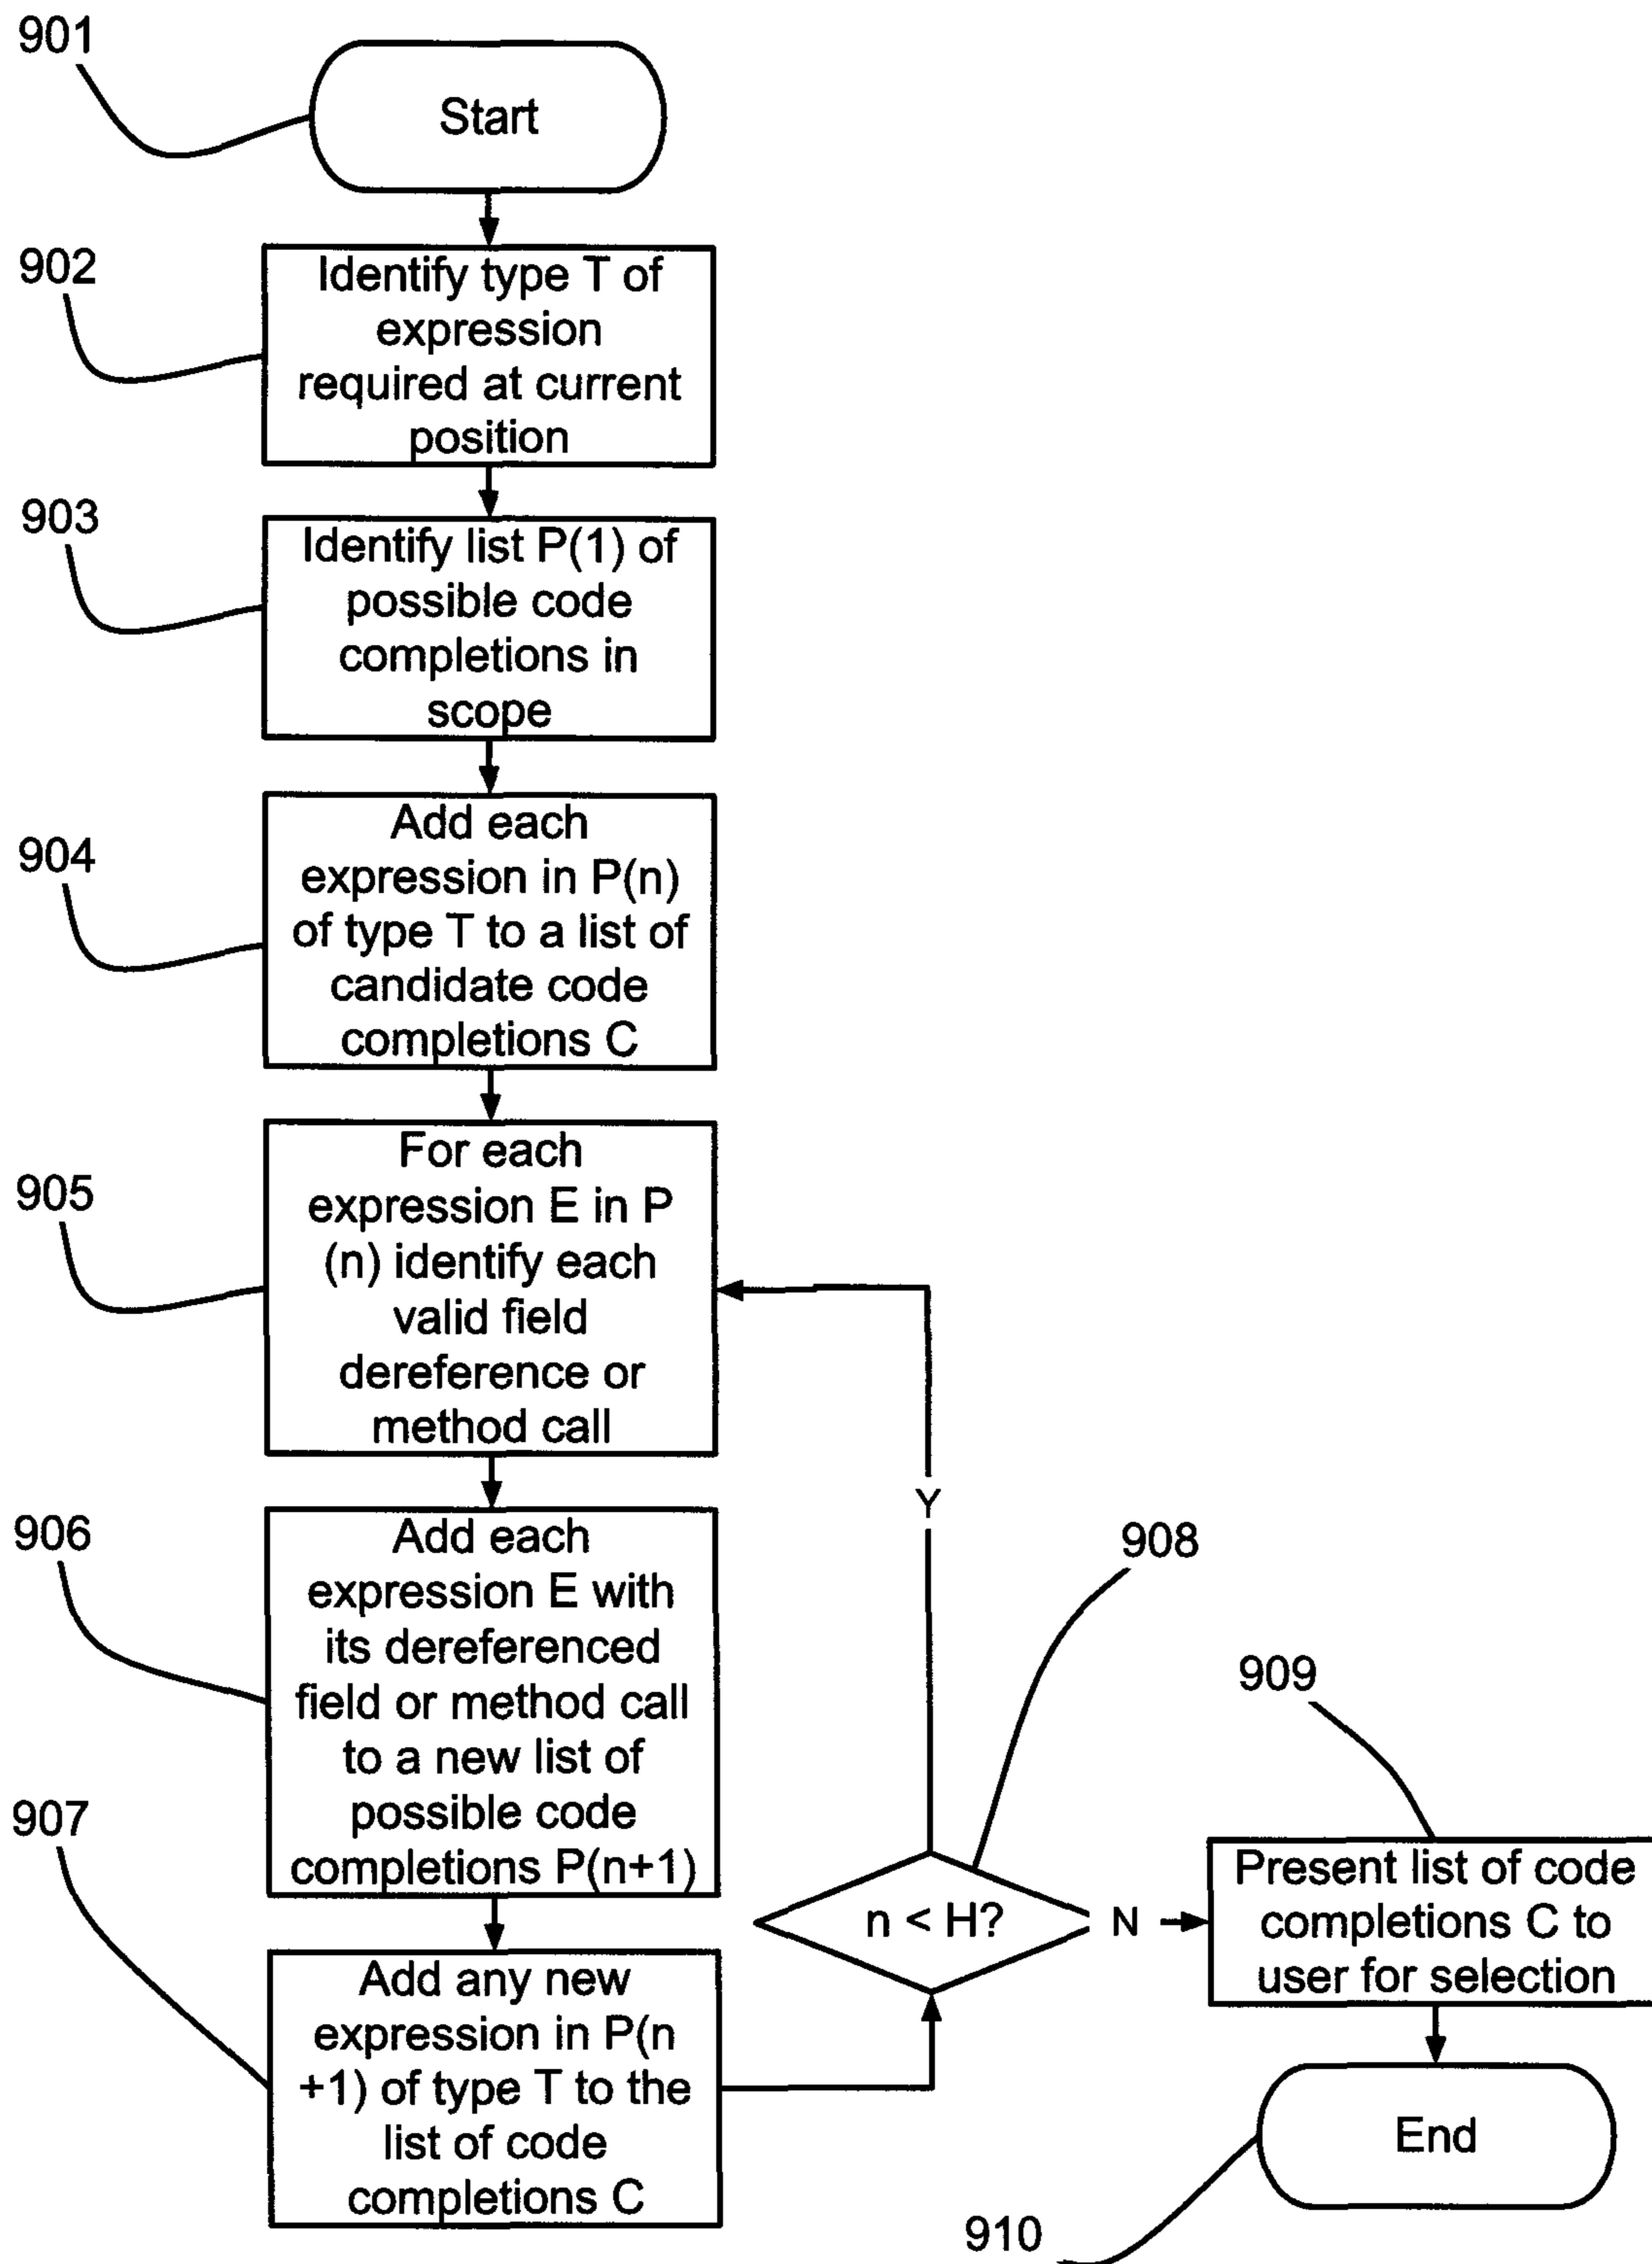 901
Start
902
Identify type T of
expression
required at current
position
903
Identify list P(1) of
possible code
completions in
scope
904
Add each
expression in P(n)
of type T to a list of
candidate code
completions C
905
For each
expression E in P
(n) identify each
valid field
dereference or
method call
906
Add each
expression E with
its dereferenced
field or method call
to a new list of
possible code
completions P(n+1)
907
Add any new
expression in P(n
+1) of type T to the
list of code
completions C
Y
908
n < H?
N
909
Present list of code
completions C to
user for selection
End
910